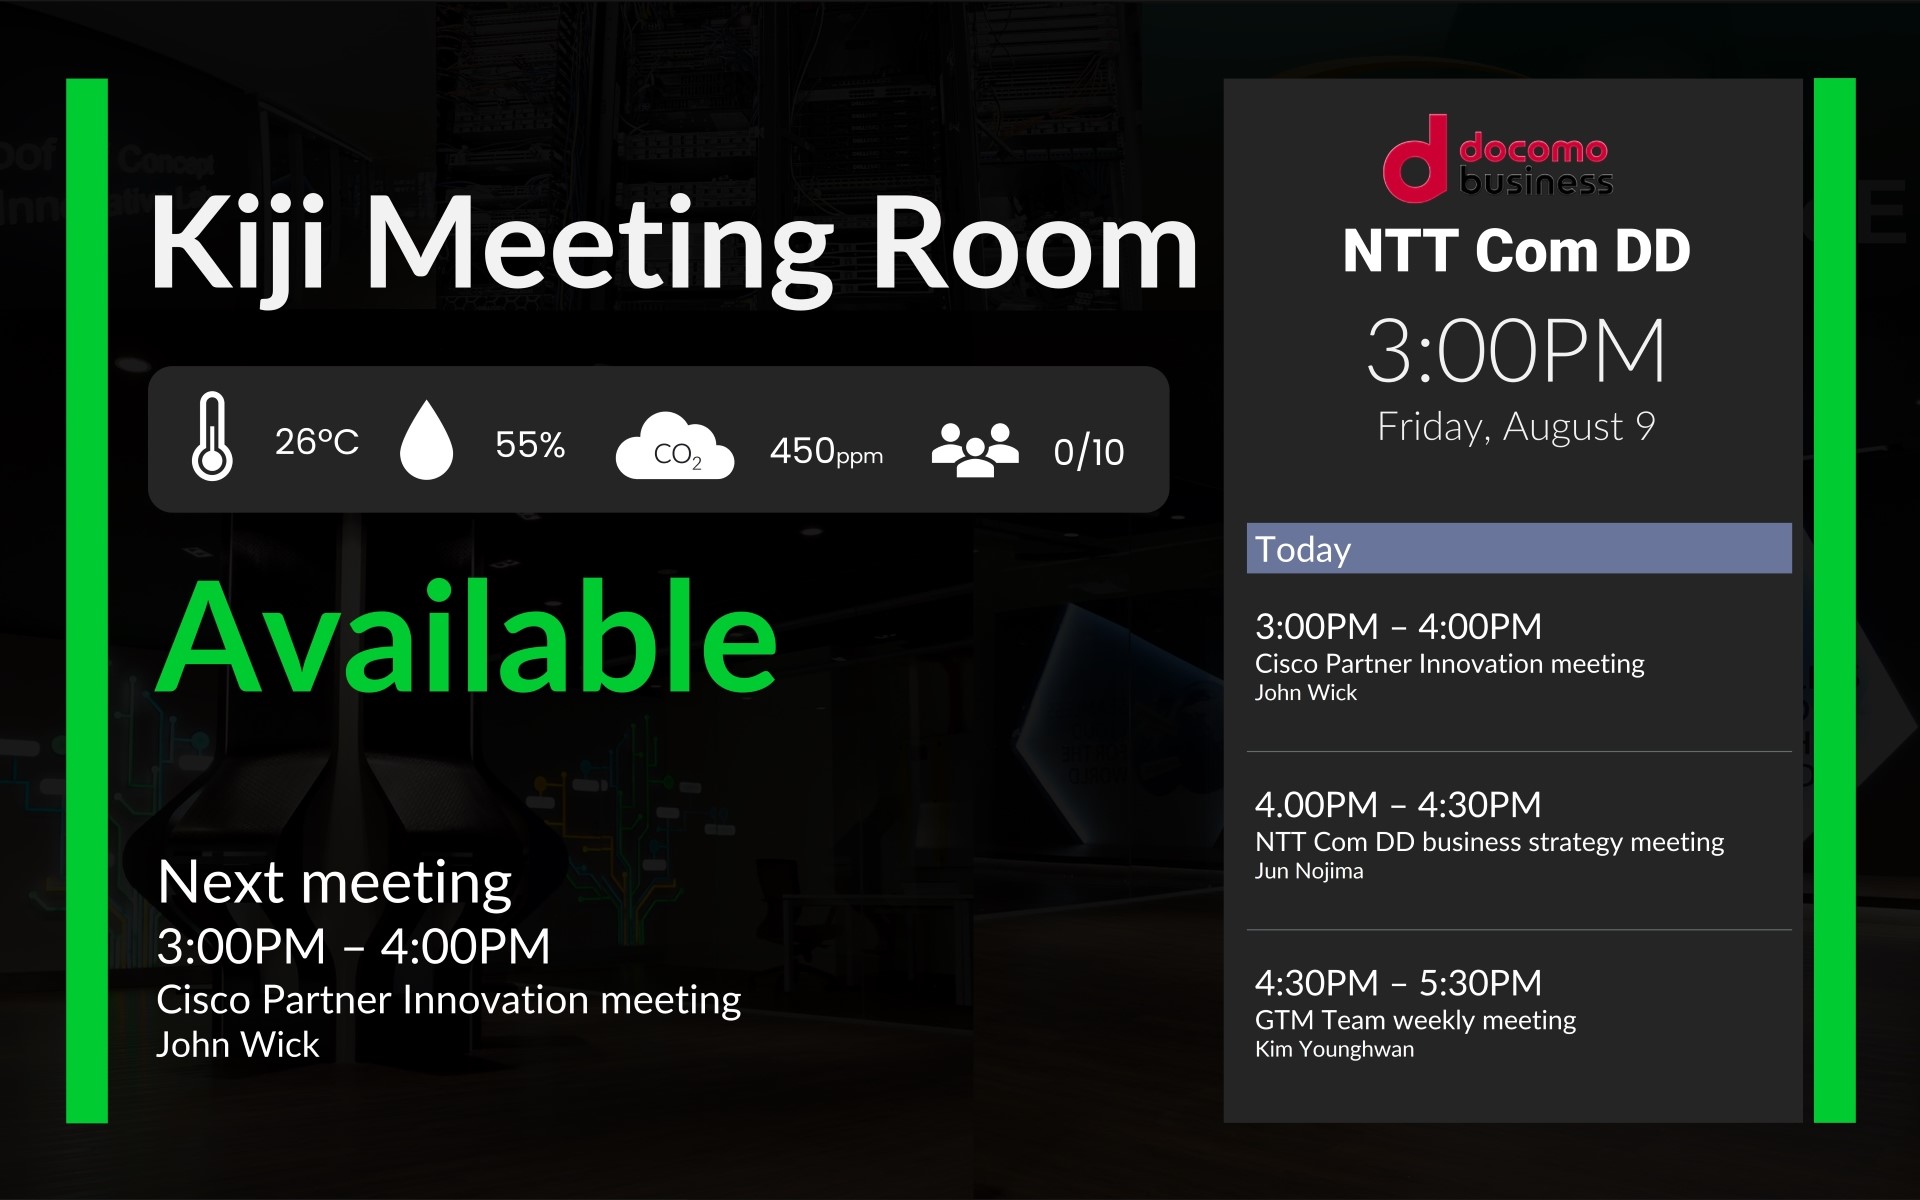 Kiji Meeting Room
26°C
55%
CO₂
450ppm
0/10
Available
Next meeting
3:00PM – 4:00PM
Cisco Partner Innovation meeting
John Wick
docomo
business
NTT Com DD
3:00PM
Friday, August 9
Today
3:00PM – 4:00PM
Cisco Partner Innovation meeting
John Wick
4.00PM – 4:30PM
NTT Com DD business strategy meeting
Jun Nojima
4:30PM – 5:30PM
GTM Team weekly meeting
Kim Younghwan